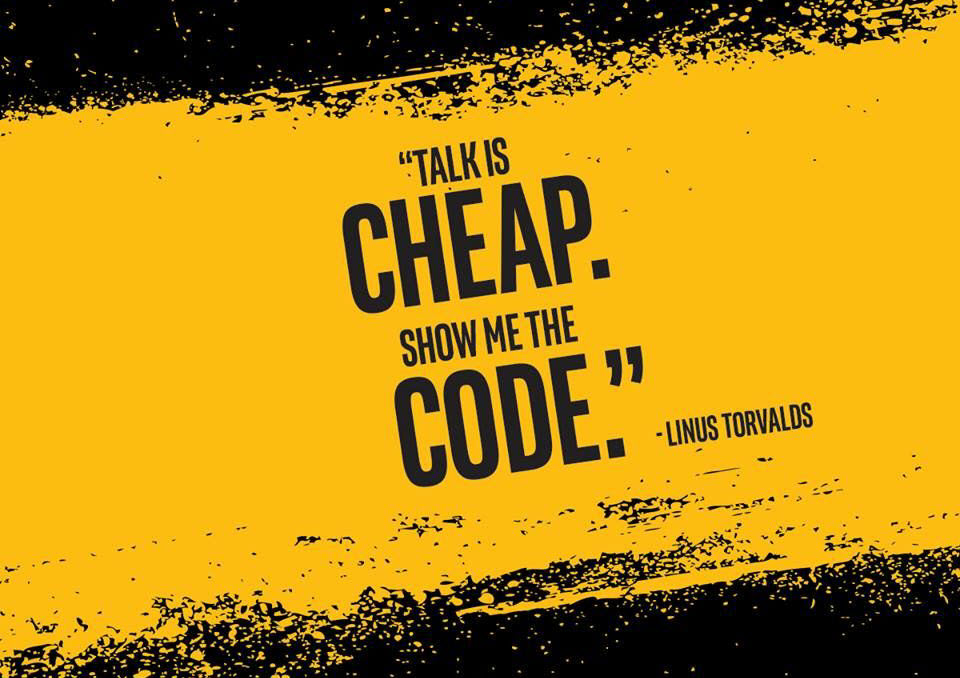 “TALK IS
CHEAP.
SHOW ME THE
CODE.”
- LINUS TORVALDS